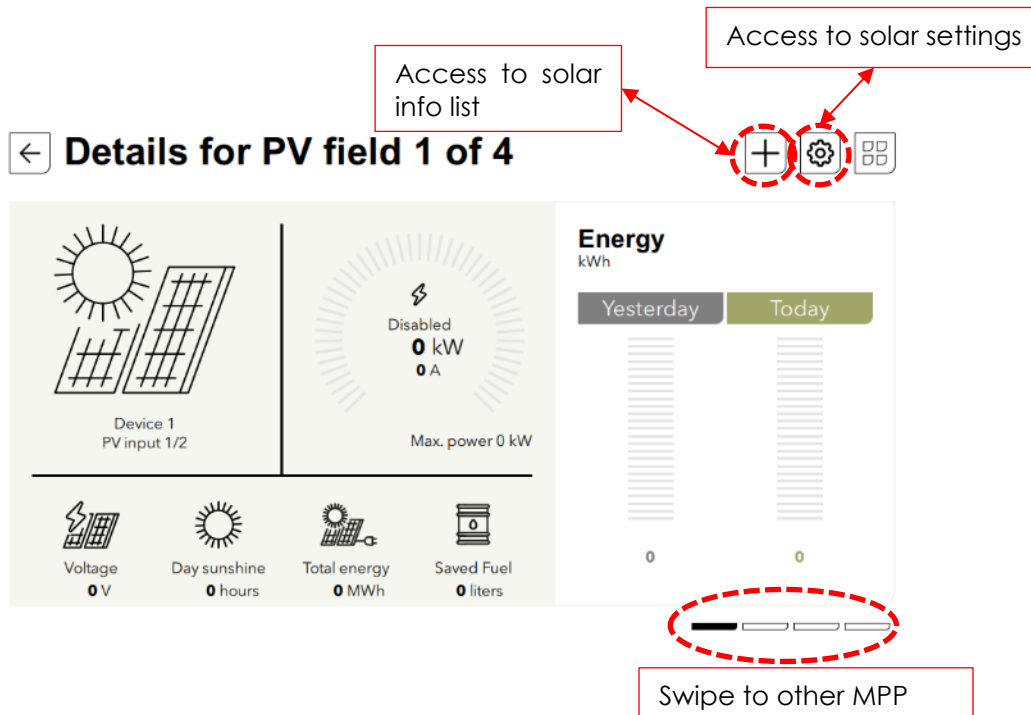 Access to solar settings
Access to solar
info list
Details for PV field 1 of 4
Energy
kWh
Yesterday
Today
Disabled
0 kW
0 A
Device 1
PV input 1/2
Max. power 0 kW
Voltage
0 V
Day sunshine
0 hours
Total energy
0 MWh
Saved Fuel
0 liters
0
0
Swipe to other MPP